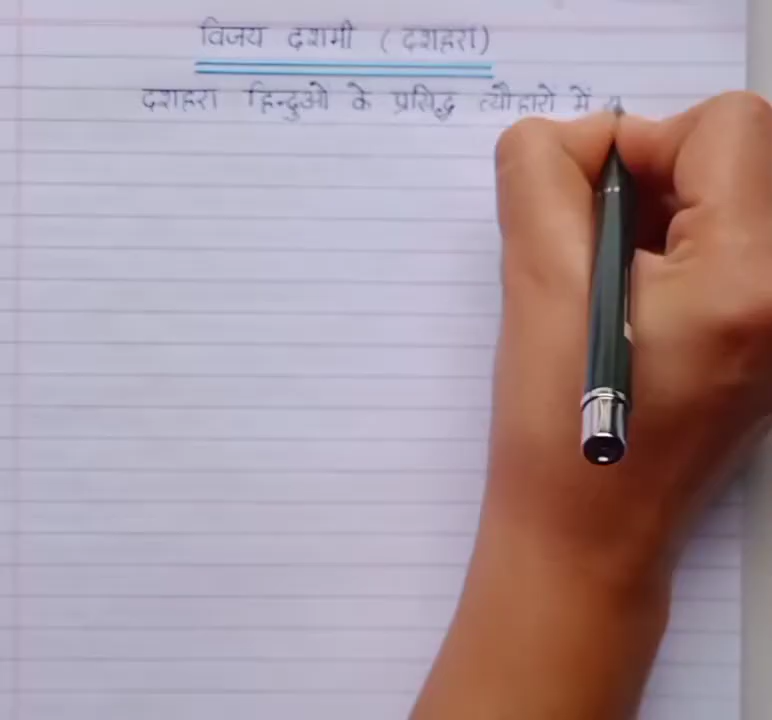 विजय दशमी ( दशहरा)
दशहरा हिन्दुओ के प्रसिद्ध त्यौहारो में